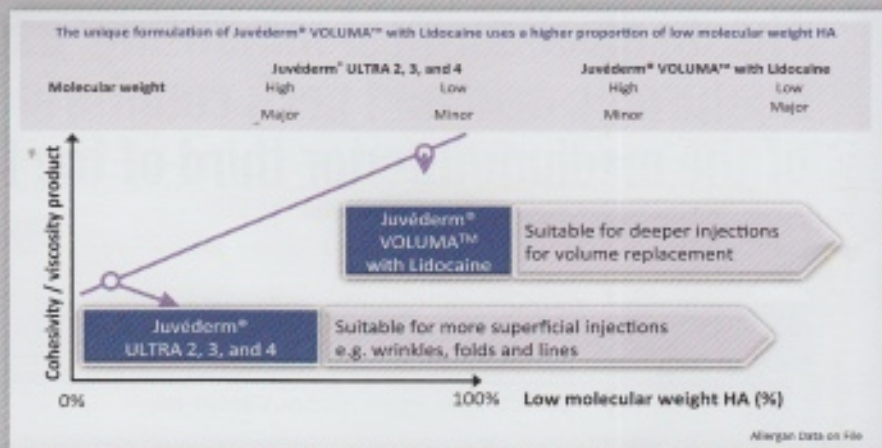 The unique formulation of Juvéderm® VOLUMA™ with Lidocaine uses a higher proportion of low molecular weight HA
Juvéderm® ULTRA 2, 3, and 4 Juvéderm® VOLUMA™ with Lidocaine
Molecular weight High Low High Low
Major Minor Minor Major
Cohesivity / viscosity product
Juvéderm®
VOLUMA™
with Lidocaine
Suitable for deeper injections
for volume replacement
Juvéderm®
ULTRA 2, 3, and 4
Suitable for more superficial injections
e.g. wrinkles, folds and lines
0% 100% Low molecular weight HA (%)
Allergan Data on File